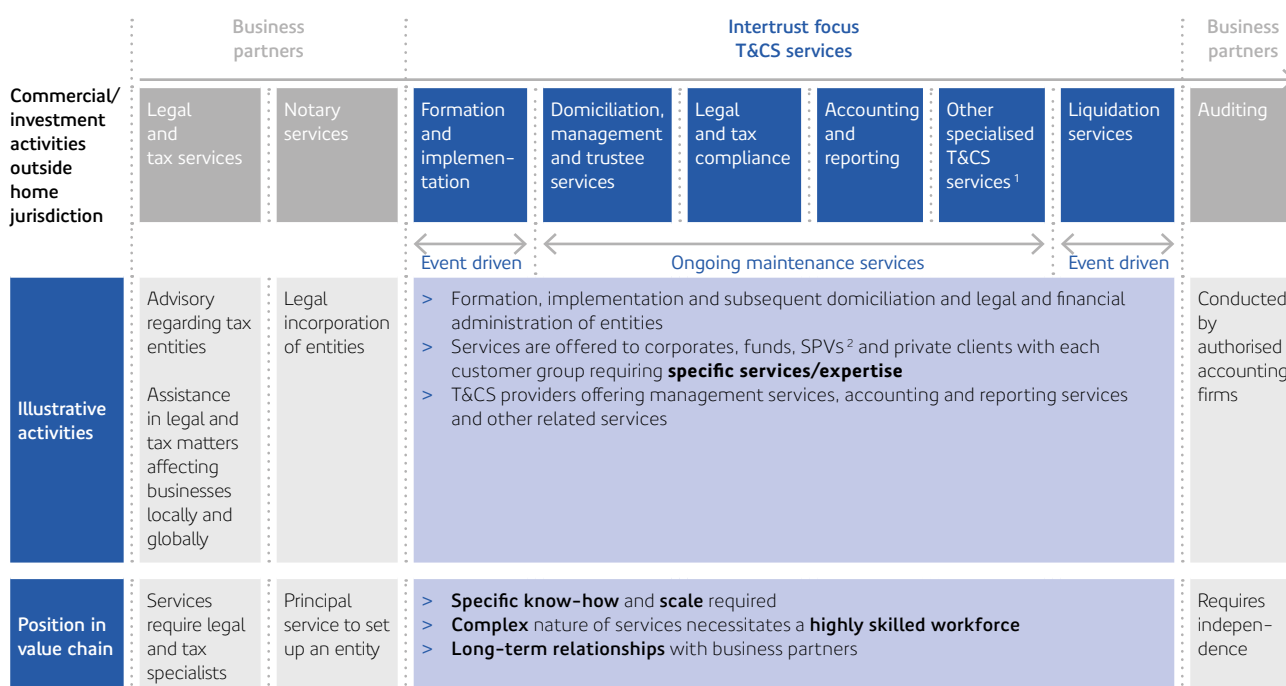 Business
partners
Intertrust focus
T&CS services
Business
partners
Commercial/
investment
activities
outside
home
jurisdiction
Legal
and
tax services
Notary
services
Formation
and
implemen-
tation
Domiciliation,
management
and trustee
services
Legal
and tax
compliance
Accounting
and
reporting
Other
specialised
T&CS
services 1
Liquidation
services
Auditing
Event driven
Ongoing maintenance services
Event driven
Illustrative
activities
Advisory
regarding tax
entities
Assistance
in legal and
tax matters
affecting
businesses
locally and
globally
Legal
incorporation
of entities
> Formation, implementation and subsequent domiciliation and legal and financial
administration of entities
> Services are offered to corporates, funds, SPVs 2 and private clients with each
customer group requiring specific services/expertise
> T&CS providers offering management services, accounting and reporting services
and other related services
Conducted
by
authorised
accounting
firms
Position in
value chain
Services
require legal
and tax
specialists
Principal
service to set
up an entity
> Specific know-how and scale required
> Complex nature of services necessitates a highly skilled workforce
> Long-term relationships with business partners
Requires
indepen-
dence